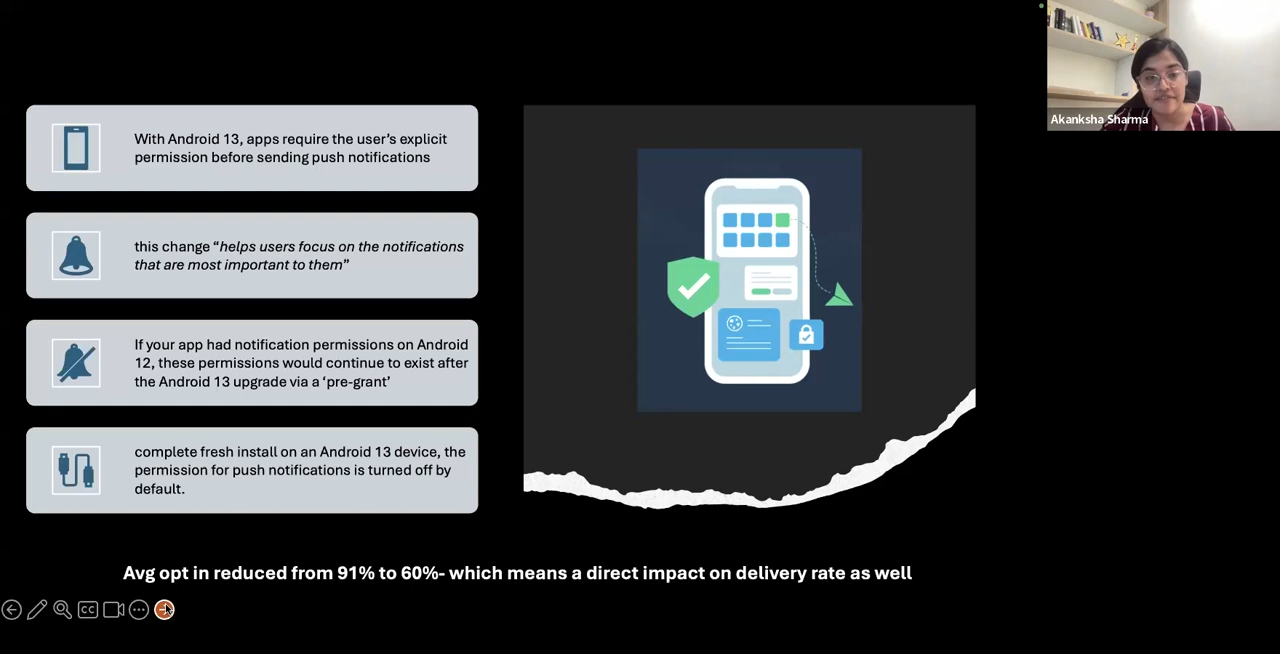 With Android 13, apps require the user’s explicit
permission before sending push notifications
this change “helps users focus on the notifications
that are most important to them”
If your app had notification permissions on Android
12, these permissions would continue to exist after
the Android 13 upgrade via a ‘pre-grant’
complete fresh install on an Android 13 device, the
permission for push notifications is turned off by
default.
Avg opt in reduced from 91% to 60%- which means a direct impact on delivery rate as well
CC
Akanksha Sharma